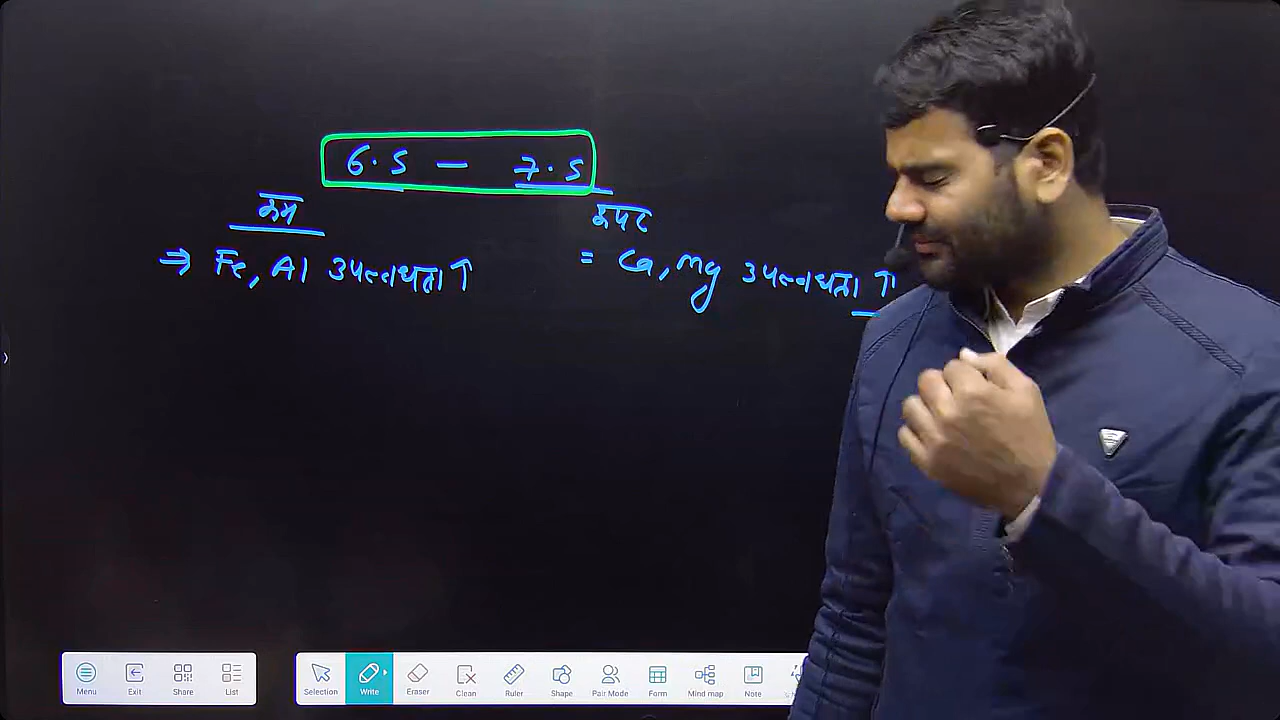 6.5 — 7.5
कम ऊपर
⇒ Fe, Al उपलब्धता ↑ = Ca, Mg उपलब्धता ↑
Menu Exit Share List Selection Write Eraser Clean Ruler Shape Pair Mode Form Mind map Note